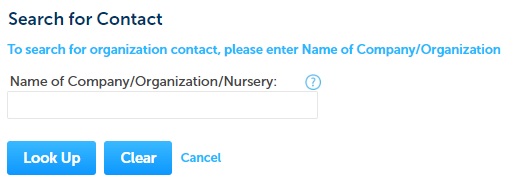 Search for Contact
To search for organization contact, please enter Name of Company/Organization
Name of Company/Organization/Nursery: ?
Look Up Clear Cancel